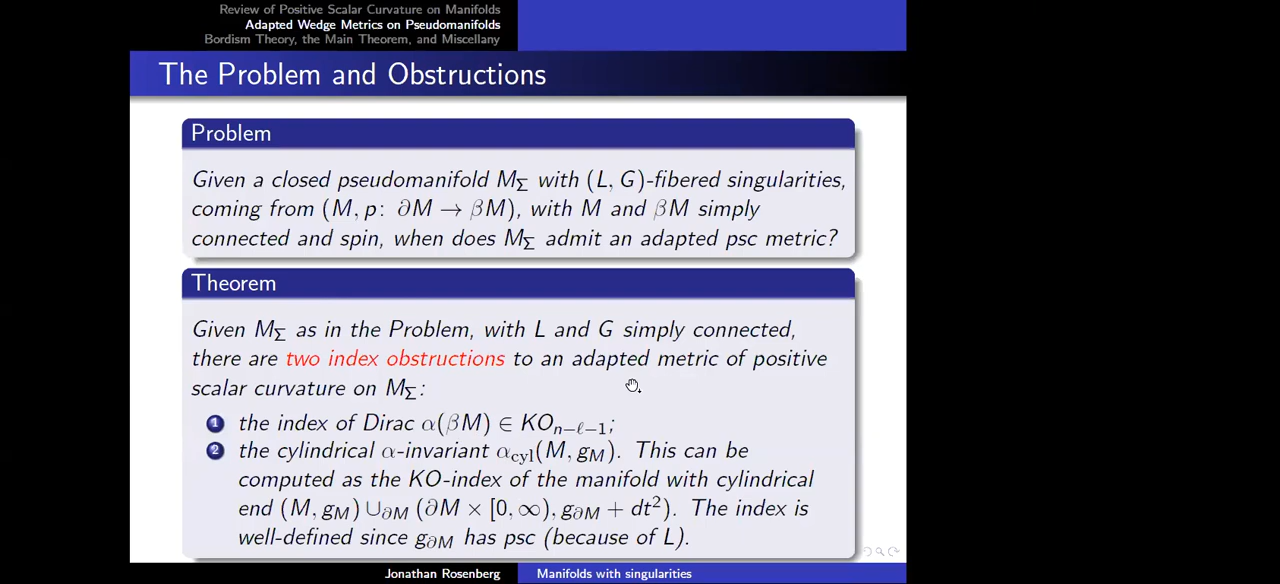 Review of Positive Scalar Curvature on Manifolds
Adapted Wedge Metrics on Pseudomanifolds
Bordism Theory, the Main Theorem, and Miscellany
The Problem and Obstructions
Problem
Given a closed pseudomanifold M_Σ with (L, G)-fibered singularities,
coming from (M, p: ∂M → βM), with M and βM simply
connected and spin, when does M_Σ admit an adapted psc metric?
Theorem
Given M_Σ as in the Problem, with L and G simply connected,
there are two index obstructions to an adapted metric of positive
scalar curvature on M_Σ:
1 the index of Dirac α(βM) ∈ KO_{n−ℓ−1};
2 the cylindrical α-invariant α_cyl(M, g_M). This can be
computed as the KO-index of the manifold with cylindrical
end (M, g_M) ∪_{∂M} (∂M × [0, ∞), g_{∂M} + dt²). The index is
well-defined since g_{∂M} has psc (because of L).
Jonathan Rosenberg
Manifolds with singularities